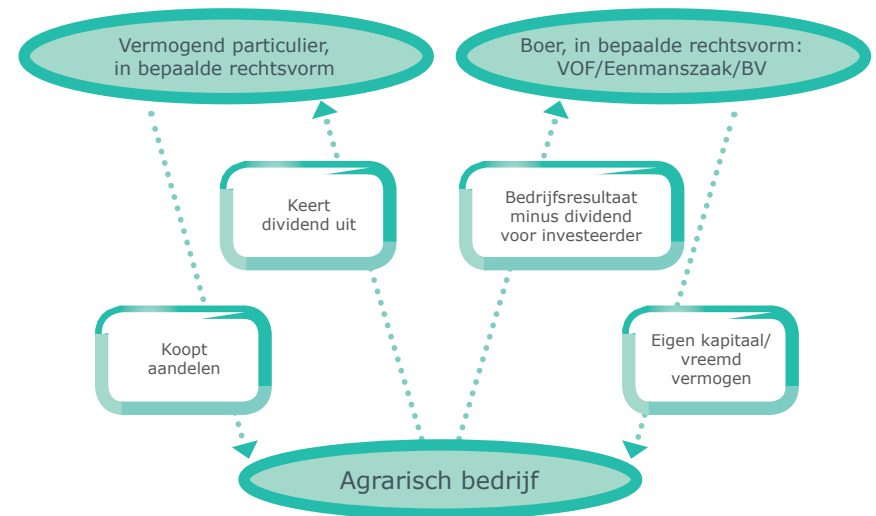 Vermogend particulier,
in bepaalde rechtsvorm
Boer, in bepaalde rechtsvorm:
VOF/Eenmanszaak/BV
Keert
dividend uit
Bedrijfsresultaat
minus dividend
voor investeerder
Koopt
aandelen
Eigen kapitaal/
vreemd
vermogen
Agrarisch bedrijf